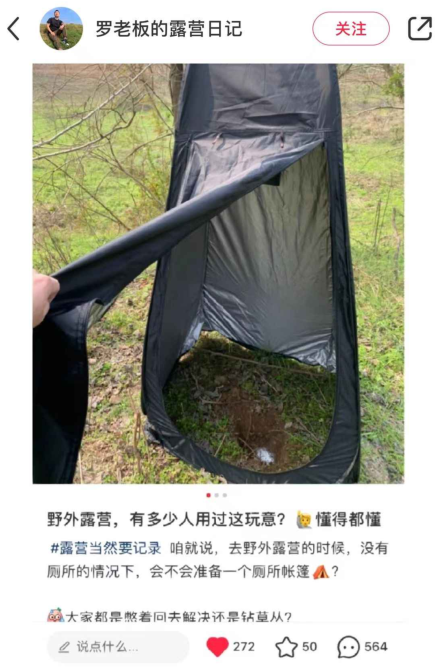 罗老板的露营日记
关注
野外露营，有多少人用过这玩意？🙋懂得都懂
#露营当然要记录 咱就说，去野外露营的时候，没有
厕所的情况下，会不会准备一个厕所帐篷⛺？
大家都是憋着回去解决还是钻草丛？
说点什么...
272
50
564